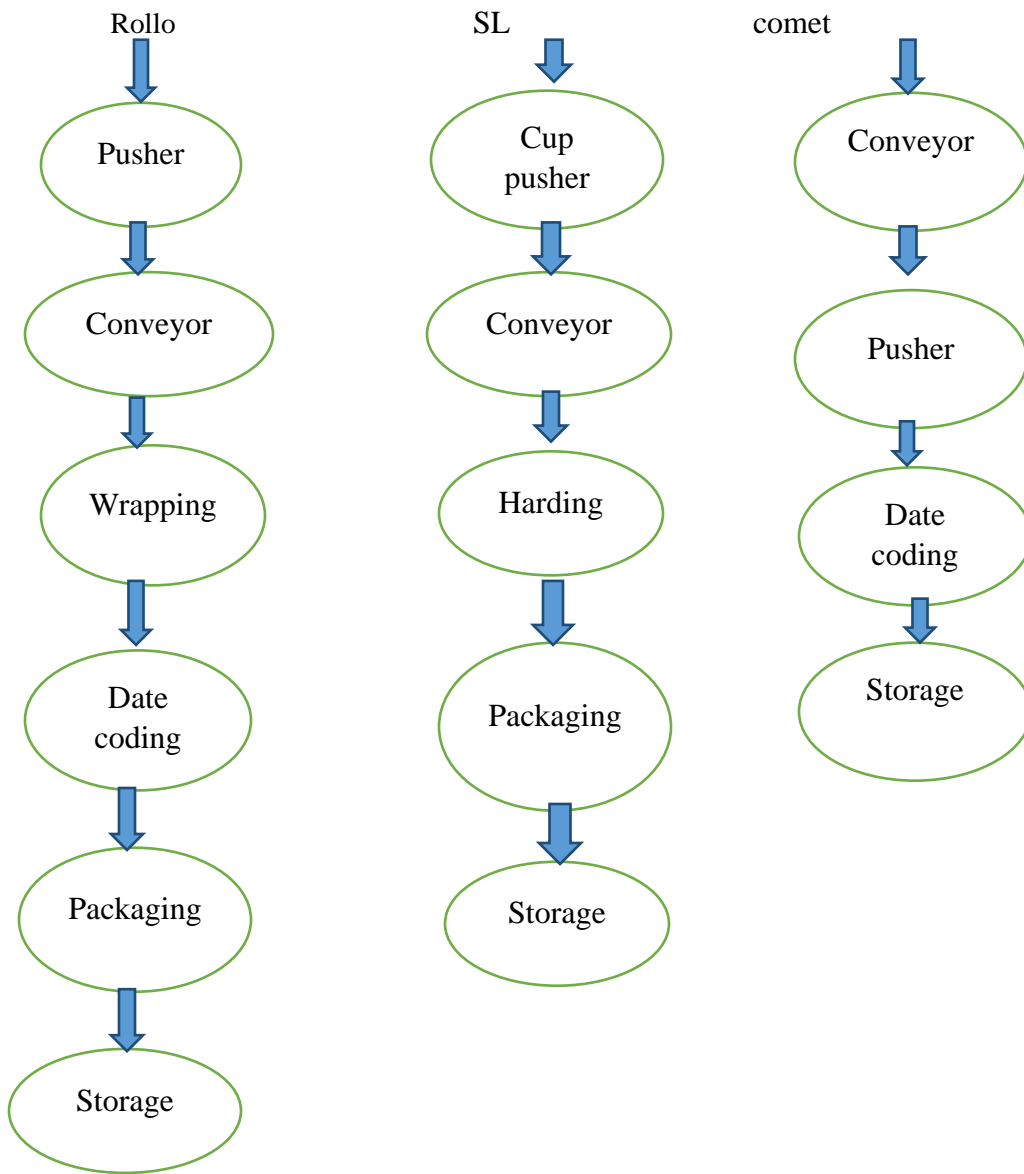 Rollo
Pusher
Conveyor
Wrapping
Date
coding
Packaging
Storage
SL
Cup
pusher
Conveyor
Harding
Packaging
Storage
comet
Conveyor
Pusher
Date
coding
Storage